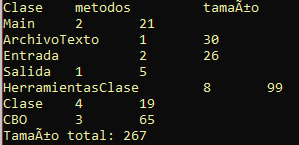 Clase metodos tamaÃ±o
Main 2 21
ArchivoTexto 1 30
Entrada 2 26
Salida 1 5
HerramientasClase 8 99
Clase 4 19
CBO 3 65
TamaÃ±o total: 267